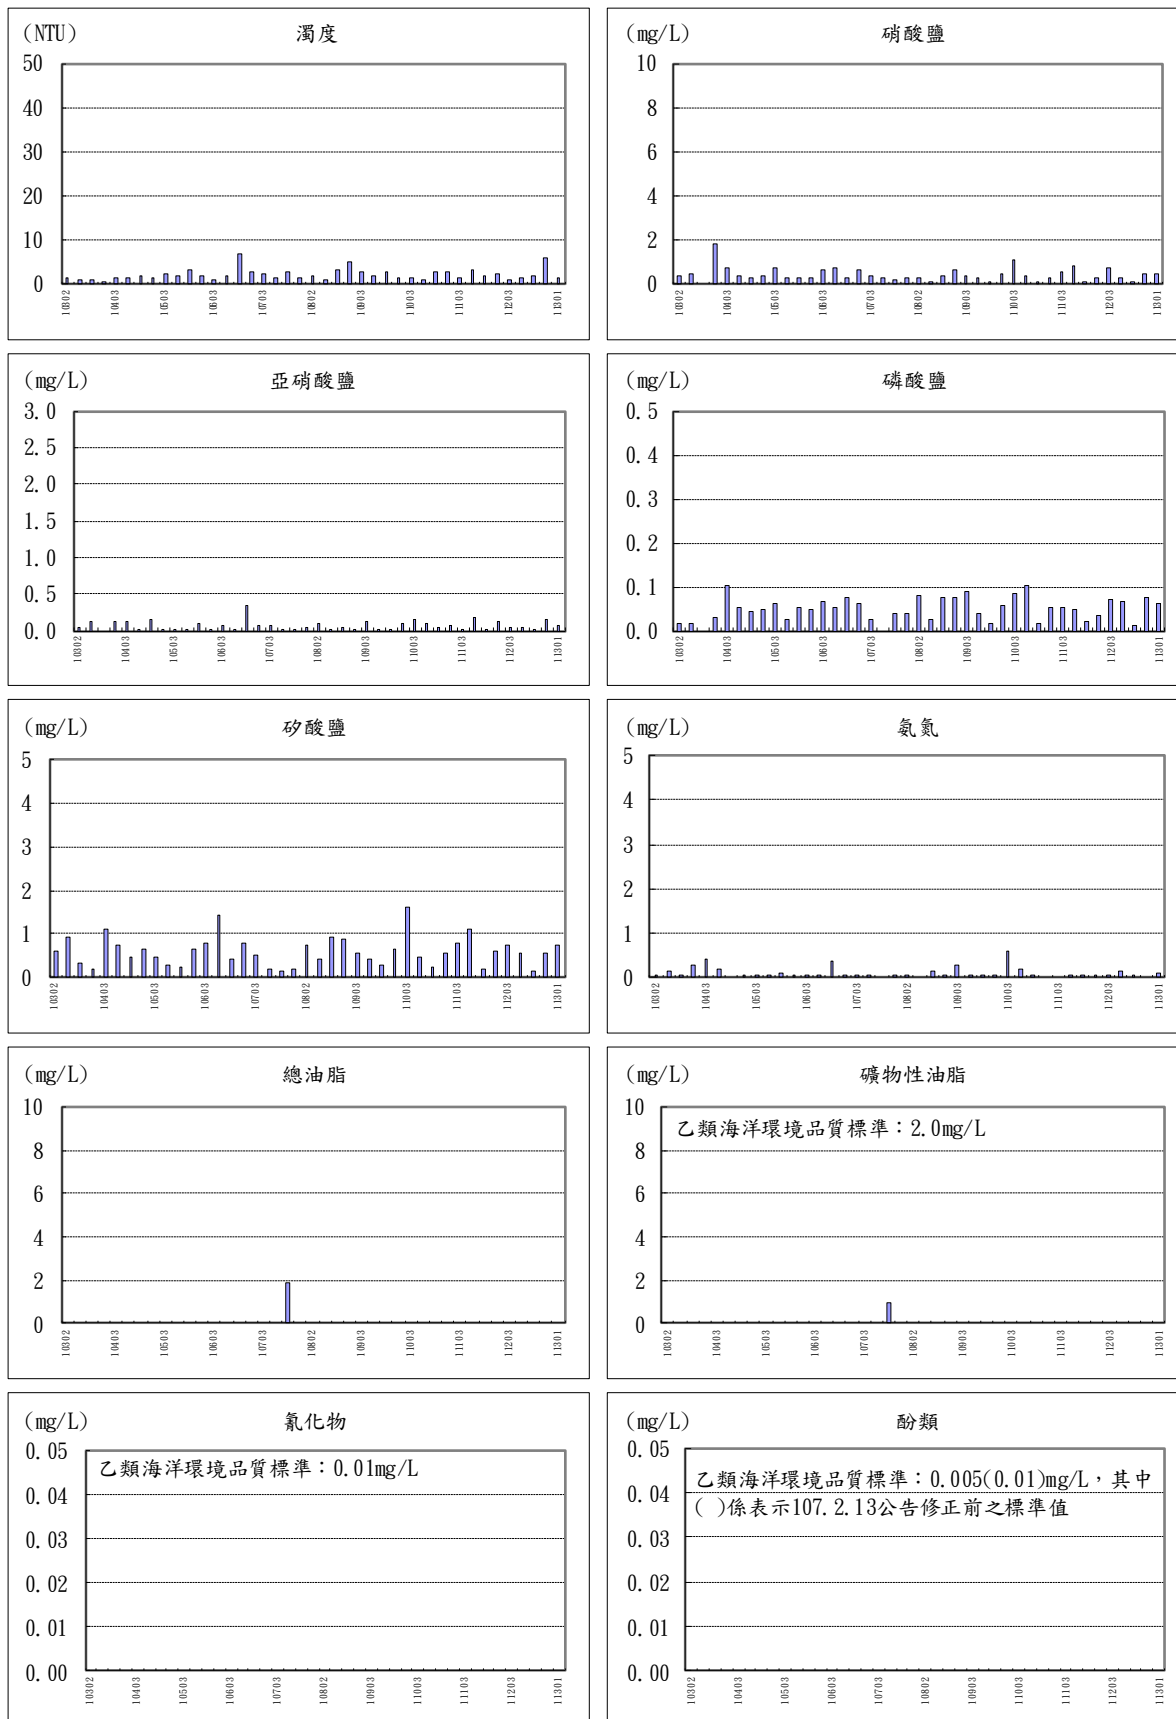 (NTU) 濁度
50
40
30
20
10
0
10302 10403 10503 10603 10703 10802 10903 11003 11103 11203 11301
(mg/L) 硝酸鹽
10
8
6
4
2
0
10302 10403 10503 10603 10703 10802 10903 11003 11103 11203 11301
(mg/L) 亞硝酸鹽
3.0
2.5
2.0
1.5
1.0
0.5
0.0
10302 10403 10503 10603 10703 10802 10903 11003 11103 11203 11301
(mg/L) 磷酸鹽
0.5
0.4
0.3
0.2
0.1
0.0
10302 10403 10503 10603 10703 10802 10903 11003 11103 11203 11301
(mg/L) 矽酸鹽
5
4
3
2
1
0
10302 10403 10503 10603 10703 10802 10903 11003 11103 11203 11301
(mg/L) 氨氮
5
4
3
2
1
0
10302 10403 10503 10603 10703 10802 10903 11003 11103 11203 11301
(mg/L) 總油脂
10
8
6
4
2
0
10302 10403 10503 10603 10703 10802 10903 11003 11103 11203 11301
(mg/L) 礦物性油脂
10
乙類海洋環境品質標準：2.0mg/L
8
6
4
2
0
10302 10403 10503 10603 10703 10802 10903 11003 11103 11203 11301
(mg/L) 氰化物
0.05
乙類海洋環境品質標準：0.01mg/L
0.04
0.03
0.02
0.01
0.00
10302 10403 10503 10603 10703 10802 10903 11003 11103 11203 11301
(mg/L) 酚類
0.05
乙類海洋環境品質標準：0.005(0.01)mg/L，其中
0.04
( )係表示107.2.13公告修正前之標準值
0.03
0.02
0.01
0.00
10302 10403 10503 10603 10703 10802 10903 11003 11103 11203 11301